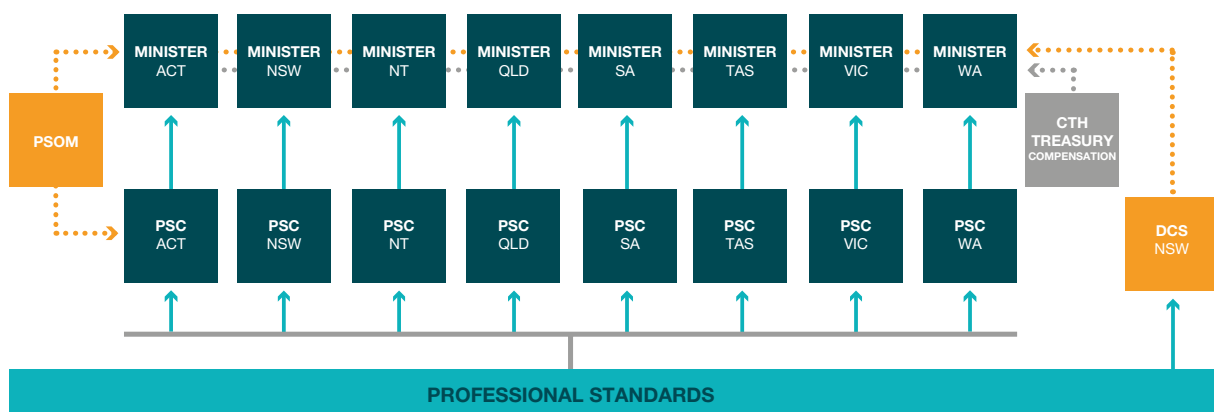 MINISTER
ACT
MINISTER
NSW
MINISTER
NT
MINISTER
QLD
MINISTER
SA
MINISTER
TAS
MINISTER
VIC
MINISTER
WA
PSOM
CTH
TREASURY
COMPENSATION
PSC
ACT
PSC
NSW
PSC
NT
PSC
QLD
PSC
SA
PSC
TAS
PSC
VIC
PSC
WA
DCS
NSW
PROFESSIONAL STANDARDS